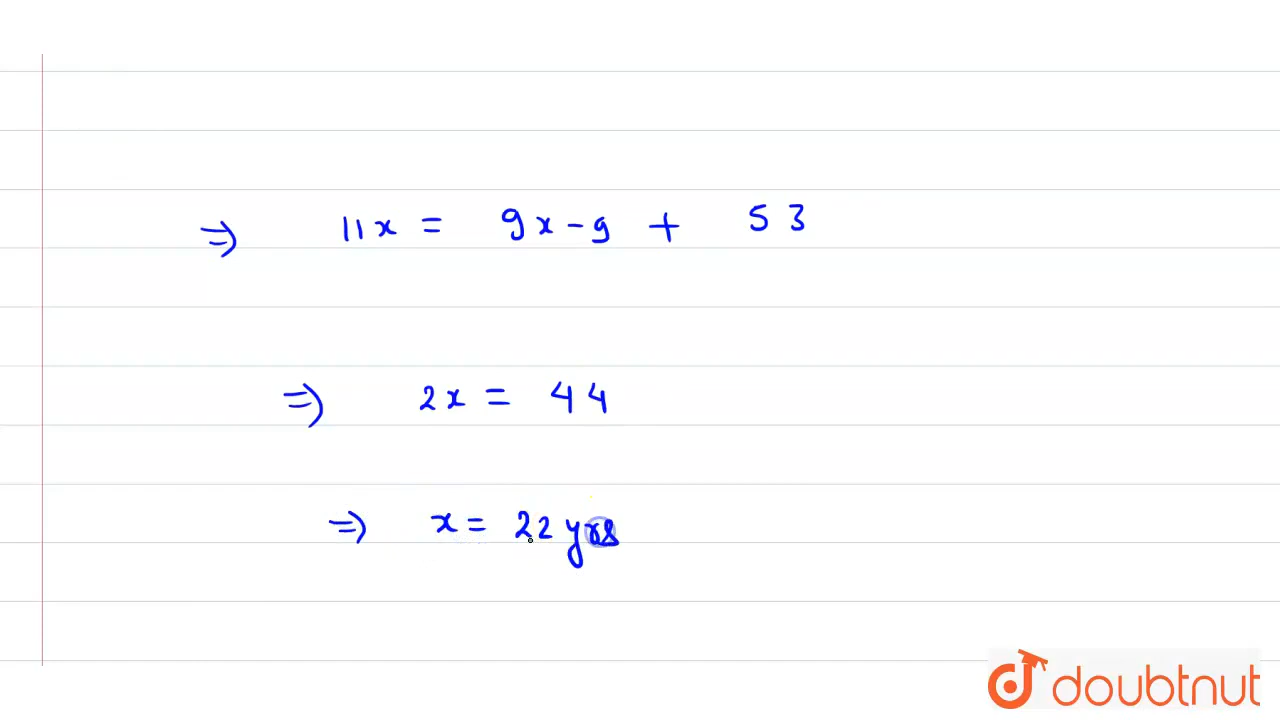 ⇒ 11x = 9x - 9 + 53
⇒ 2x = 44
⇒ x = 22 yrs
doubtnut